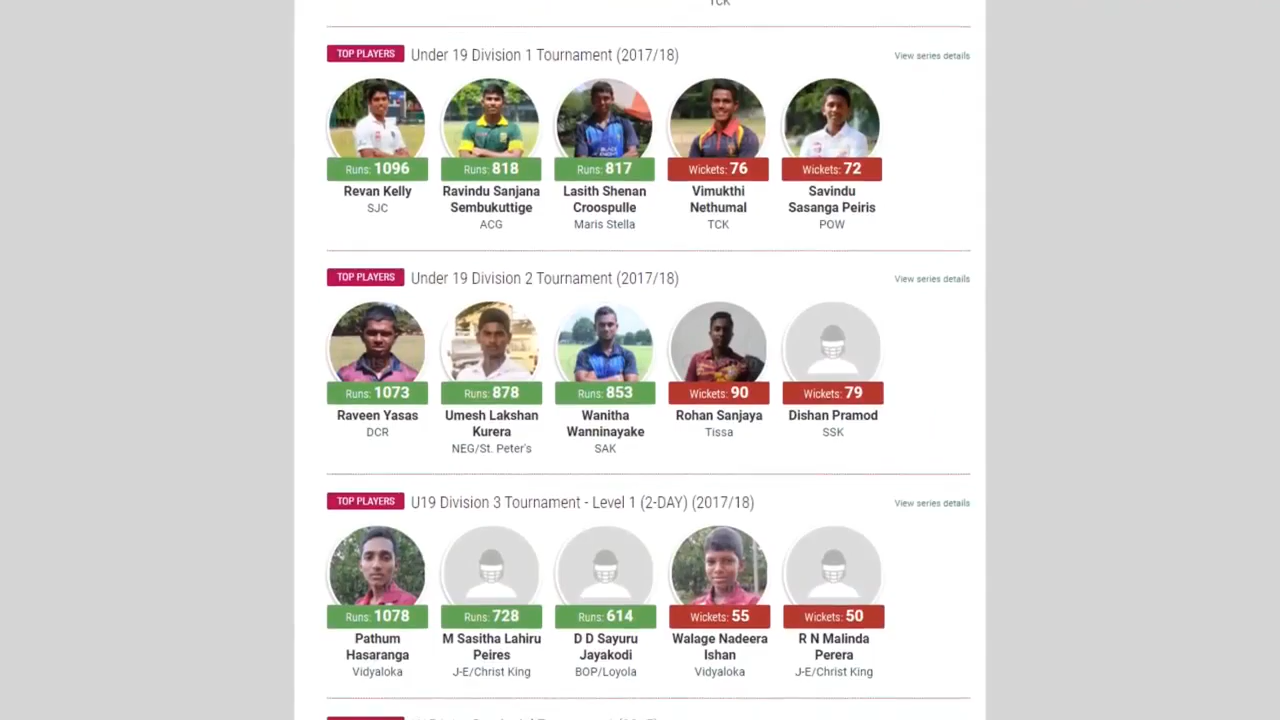 TCK
TOP PLAYERS Under 19 Division 1 Tournament (2017/18) View series details
Runs: 1096 Runs: 818 Runs: 817 Wickets: 76 Wickets: 72
Revan Kelly Ravindu Sanjana Lasith Shenan Vimukthi Savindu
SJC Sembukuttige Croospulle Nethumal Sasanga Peiris
ACG Maris Stella TCK POW
TOP PLAYERS Under 19 Division 2 Tournament (2017/18) View series details
Runs: 1073 Runs: 878 Runs: 853 Wickets: 90 Wickets: 79
Raveen Yasas Umesh Lakshan Wanitha Rohan Sanjaya Dishan Pramod
DCR Kurera Wanninayake Tissa SSK
NEG/St. Peter's SAK
TOP PLAYERS U19 Division 3 Tournament - Level 1 (2-DAY) (2017/18) View series details
Runs: 1078 Runs: 728 Runs: 614 Wickets: 55 Wickets: 50
Pathum M Sasitha Lahiru D D Sayuru Walage Nadeera R N Malinda
Hasaranga Peires Jayakodi Ishan Perera
Vidyaloka J-E/Christ King BOP/Loyola Vidyaloka J-E/Christ King